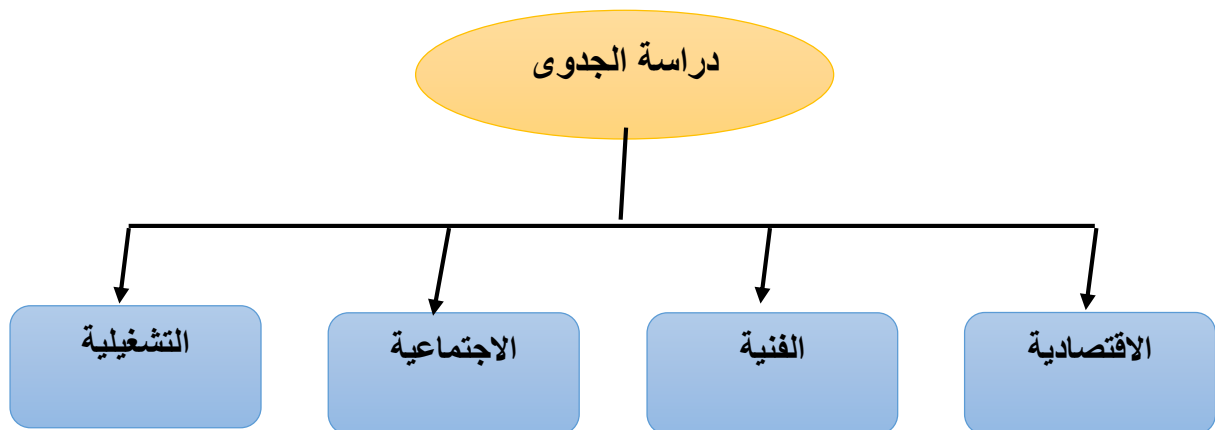 دراسة الجدوى
الاقتصادية
الفنية
الاجتماعية
التشغيلية